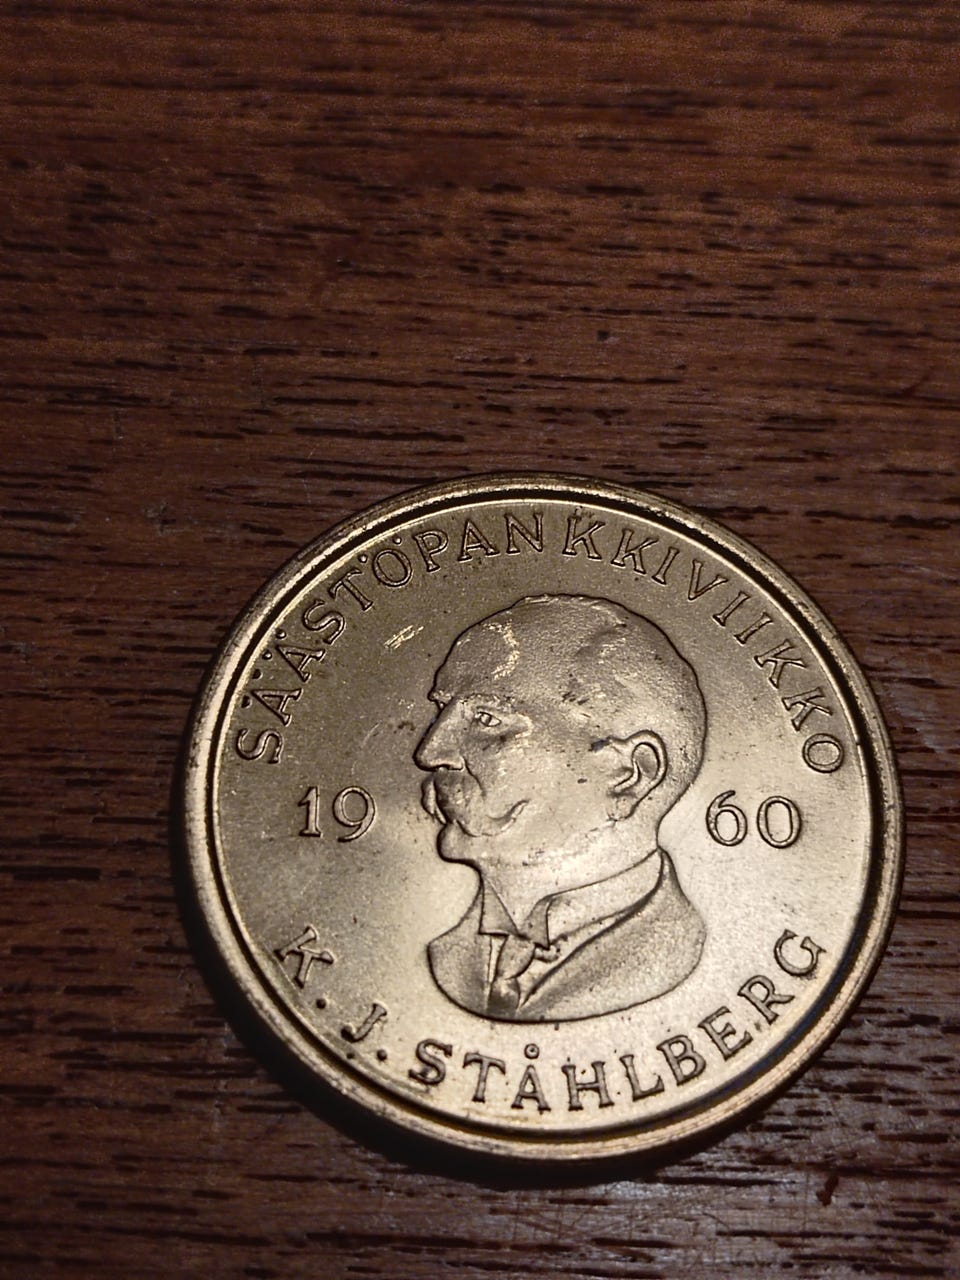 SÄÄSTÖPANKKIVIIKKO
19 60
K. J. STÅHLBERG